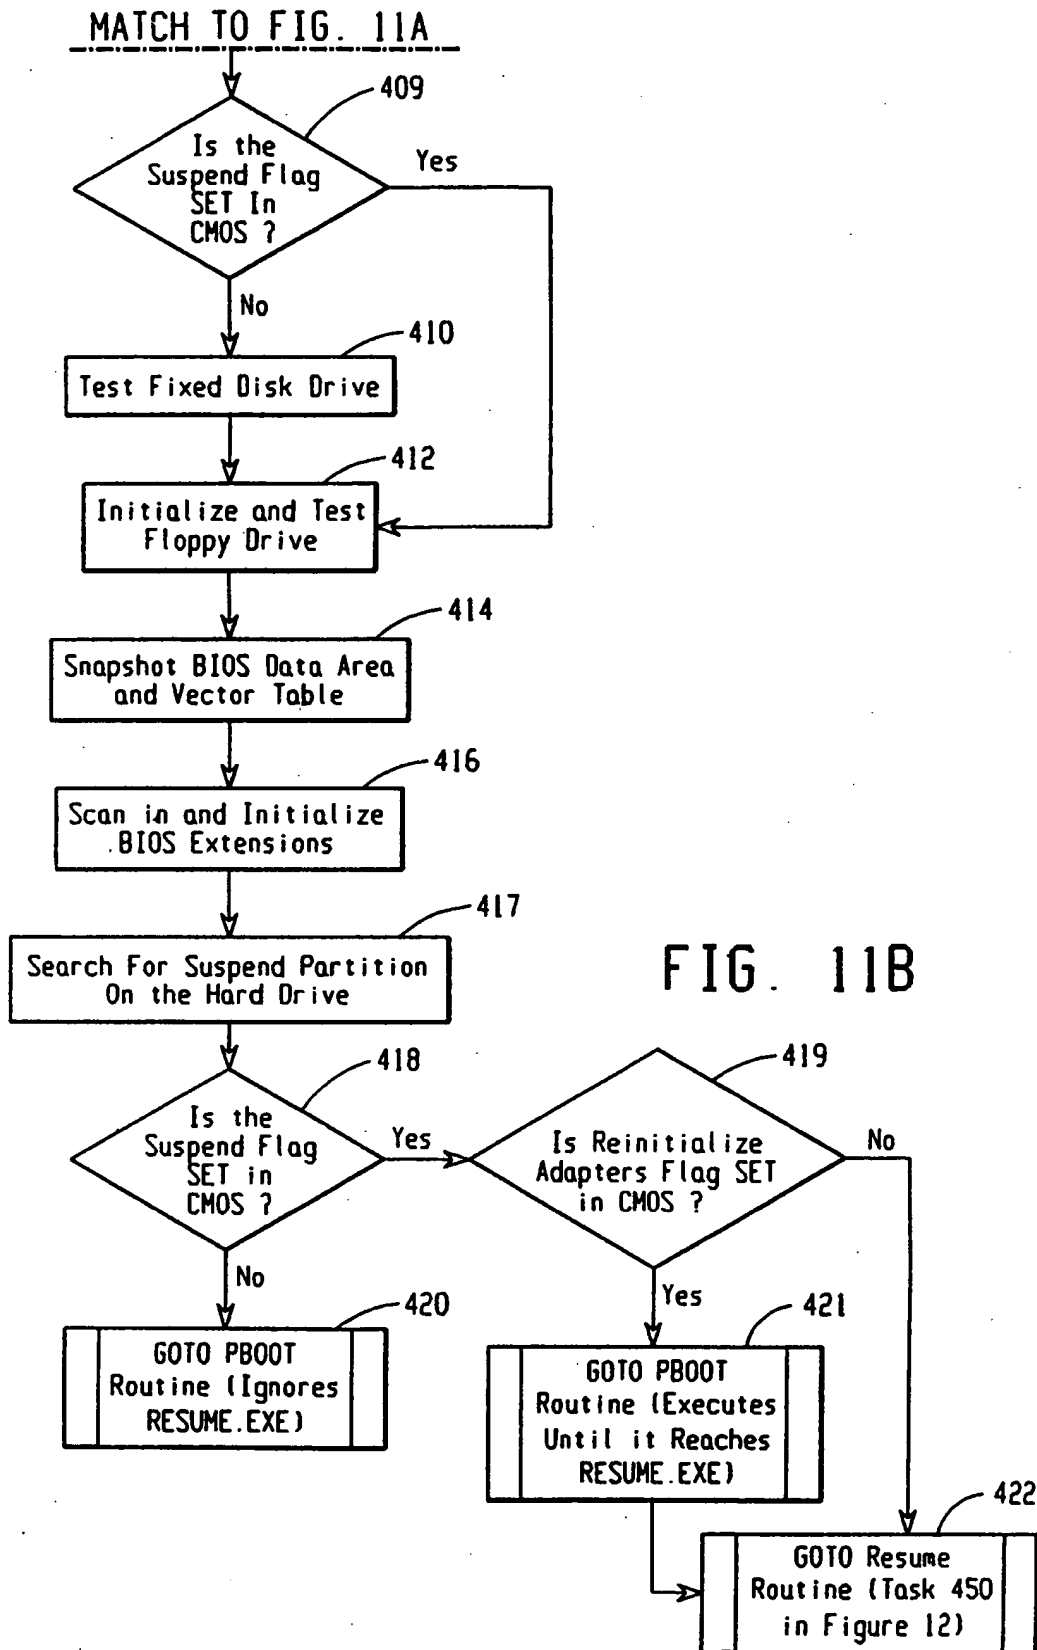 MATCH TO FIG. 11A
409
Is the
Suspend Flag
SET In
CMOS ?
Yes
No
410
Test Fixed Disk Drive
412
Initialize and Test
Floppy Drive
414
Snapshot BIOS Data Area
and Vector Table
416
Scan in and Initialize
BIOS Extensions
417
Search For Suspend Partition
On the Hard Drive
FIG. 11B
418
Is the
Suspend Flag
SET in
CMOS ?
Yes
No
419
Is Reinitialize
Adapters Flag SET
in CMOS ?
No
Yes
420
GOTO PBOOT
Routine (Ignores
RESUME.EXE)
421
GOTO PBOOT
Routine (Executes
Until it Reaches
RESUME.EXE)
422
GOTO Resume
Routine (Task 450
in Figure 12)